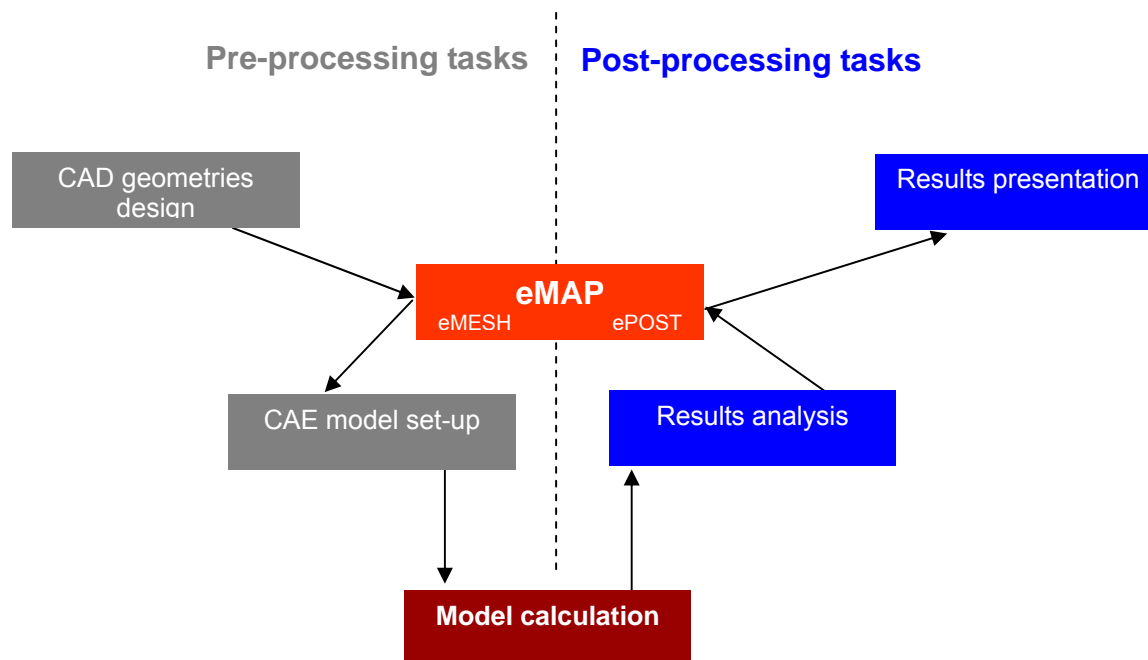 Pre-processing tasks
Post-processing tasks
CAD geometries
design
Results presentation
eMAP
eMESH
ePOST
CAE model set-up
Results analysis
Model calculation